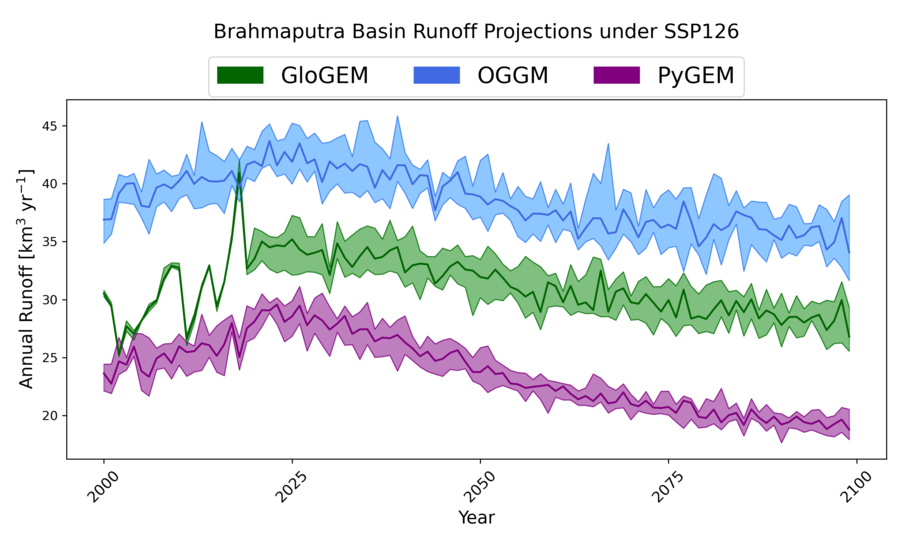 Brahmaputra Basin Runoff Projections under SSP126
GloGEM OGGM PyGEM
Annual Runoff [km³ yr⁻¹]
45
40
35
30
25
20
2000 2025 2050 2075 2100
Year